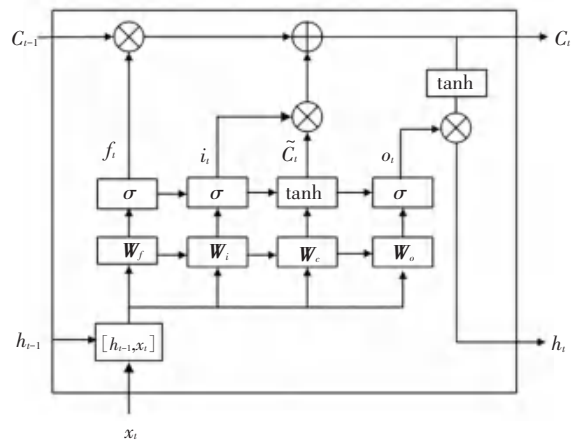 C_{t-1}
C_t
tanh
f_t
i_t
C̃_t
o_t
σ
σ
tanh
σ
W_f
W_i
W_c
W_o
h_{t-1}
[h_{t-1},x_t]
h_t
x_t